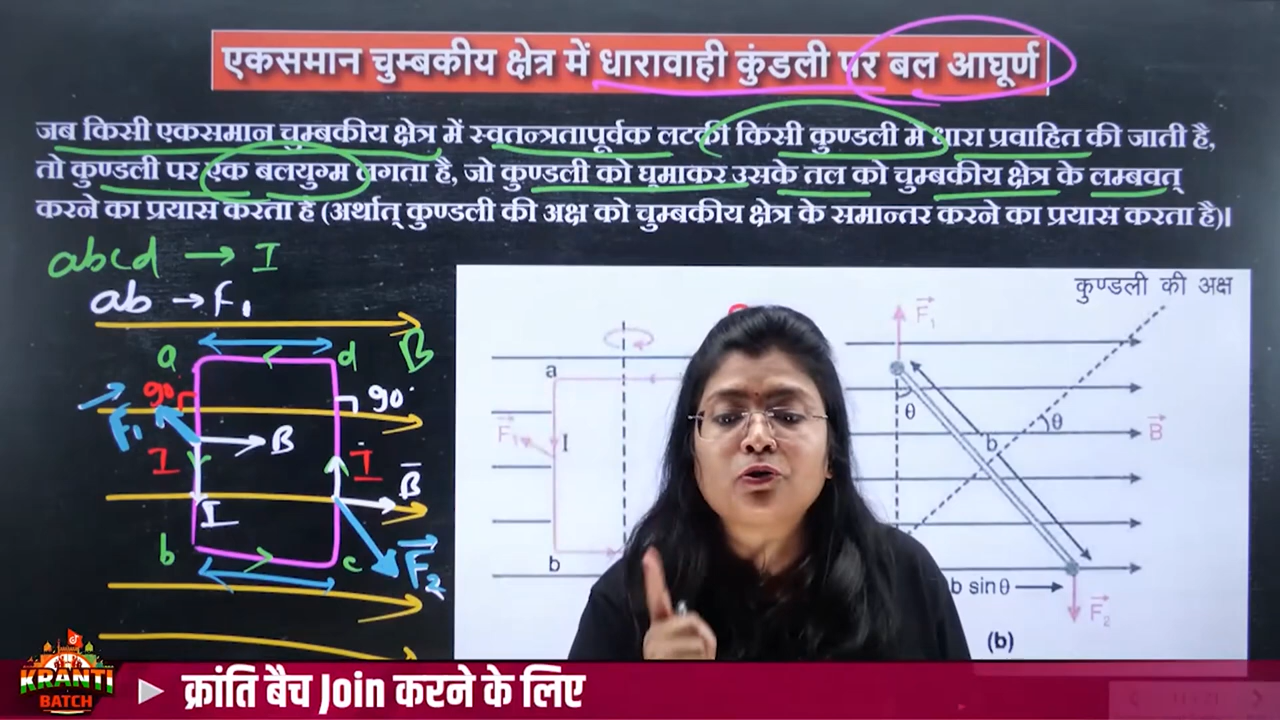 एकसमान चुम्बकीय क्षेत्र में धारावाही कुंडली पर बल आघूर्ण
जब किसी एकसमान चुम्बकीय क्षेत्र में स्वतन्त्रतापूर्वक लटकी किसी कुण्डली में धारा प्रवाहित की जाती है,
तो कुण्डली पर एक बलयुग्म लगता है, जो कुण्डली को घूमाकर उसके तल को चुम्बकीय क्षेत्र के लम्बवत्
करने का प्रयास करता है (अर्थात् कुण्डली की अक्ष को चुम्बकीय क्षेत्र के समान्तर करने का प्रयास करता है)।
abcd → I
ab → F₁
B
a d
90° 90°
F₁
B
I I
B
I
b c
F₂
कुण्डली की अक्ष
F₁
a
θ
θ
F₁ I
b
B
b
b sinθ
F₂
(b)
KRANTI
BATCH
क्रांति बैच Join करने के लिए